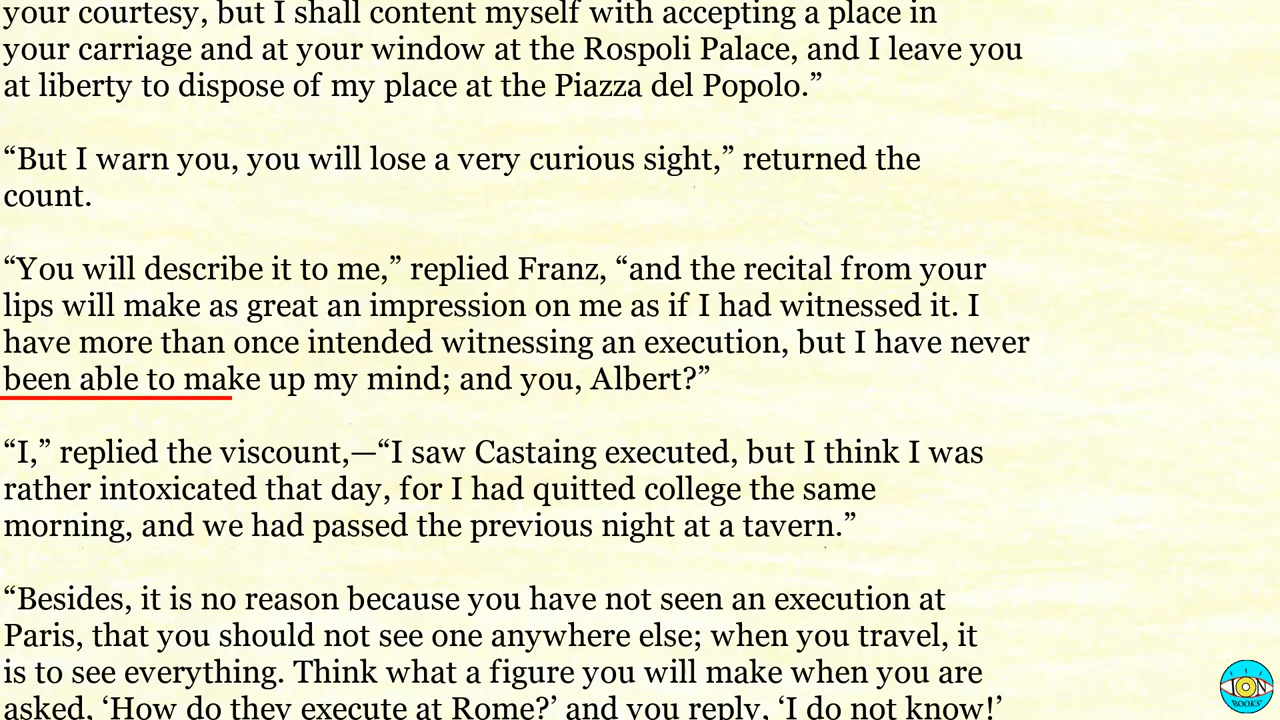 your courtesy, but I shall content myself with accepting a place in
your carriage and at your window at the Rospoli Palace, and I leave you
at liberty to dispose of my place at the Piazza del Popolo.”
“But I warn you, you will lose a very curious sight,” returned the
count.
“You will describe it to me,” replied Franz, “and the recital from your
lips will make as great an impression on me as if I had witnessed it. I
have more than once intended witnessing an execution, but I have never
been able to make up my mind; and you, Albert?”
“I,” replied the viscount,—“I saw Castaing executed, but I think I was
rather intoxicated that day, for I had quitted college the same
morning, and we had passed the previous night at a tavern.”
“Besides, it is no reason because you have not seen an execution at
Paris, that you should not see one anywhere else; when you travel, it
is to see everything. Think what a figure you will make when you are
asked, ‘How do they execute at Rome?’ and you reply, ‘I do not know!’
ION
BOOKS